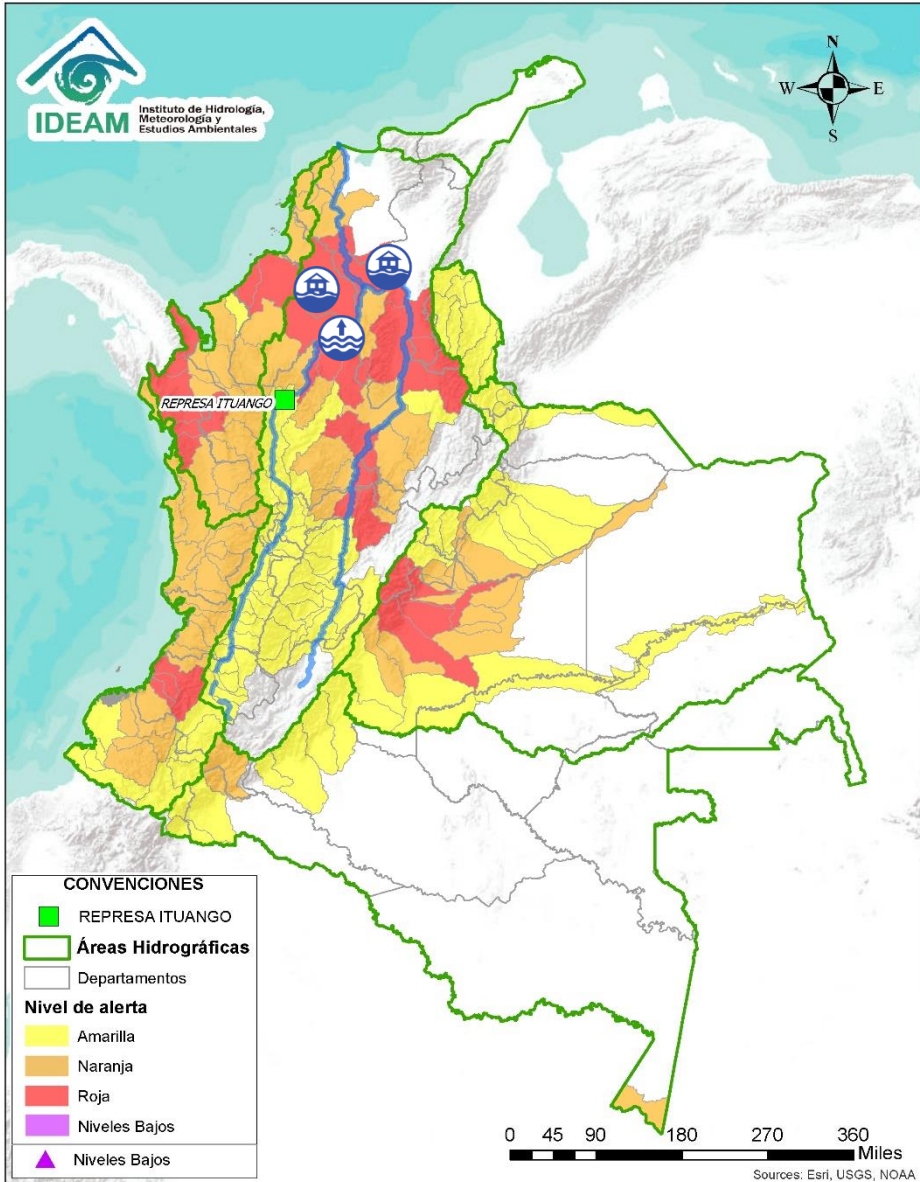 IDEAM
Instituto de Hidrología,
Meteorología y
Estudios Ambientales
N
W
E
S
REPRESA ITUANGO
CONVENCIONES
REPRESA ITUANGO
Áreas Hidrográficas
Departamentos
Nivel de alerta
Amarilla
Naranja
Roja
Niveles Bajos
Niveles Bajos
0 45 90 180 270 360
Miles
Sources: Esri, USGS, NOAA